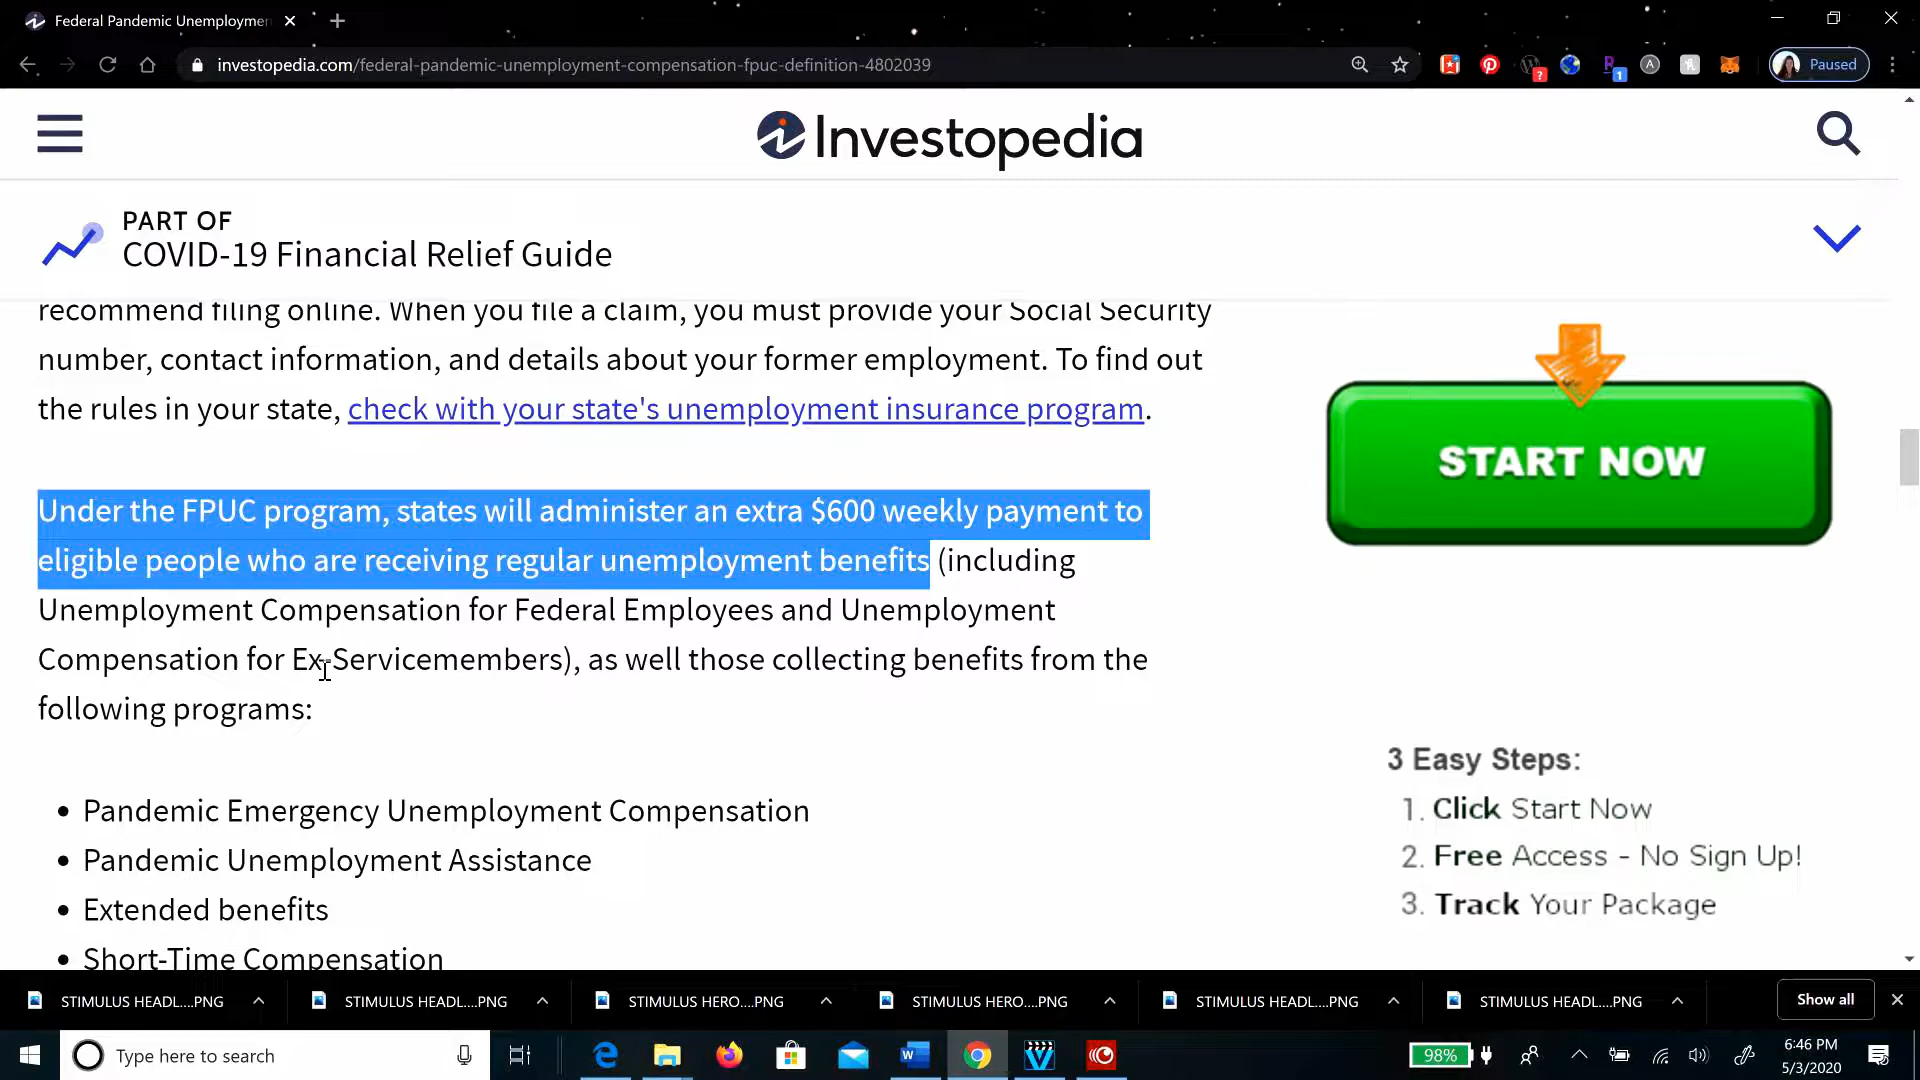 Federal Pandemic Unemploymen
investopedia.com/federal-pandemic-unemployment-compensation-fpuc-definition-4802039
?
1
A
Paused
Investopedia
PART OF
COVID-19 Financial Relief Guide
recommend filing online. When you file a claim, you must provide your Social Security
number, contact information, and details about your former employment. To find out
the rules in your state, check with your state's unemployment insurance program.
START NOW
Under the FPUC program, states will administer an extra $600 weekly payment to
eligible people who are receiving regular unemployment benefits (including
Unemployment Compensation for Federal Employees and Unemployment
Compensation for Ex-Servicemembers), as well those collecting benefits from the
following programs:
• Pandemic Emergency Unemployment Compensation
• Pandemic Unemployment Assistance
• Extended benefits
• Short-Time Compensation
3 Easy Steps:
1. Click Start Now
2. Free Access - No Sign Up!
3. Track Your Package
STIMULUS HEADL....PNG
STIMULUS HEADL....PNG
STIMULUS HERO....PNG
STIMULUS HERO....PNG
STIMULUS HEADL....PNG
STIMULUS HEADL....PNG
Show all
Type here to search
98%
6:46 PM
5/3/2020